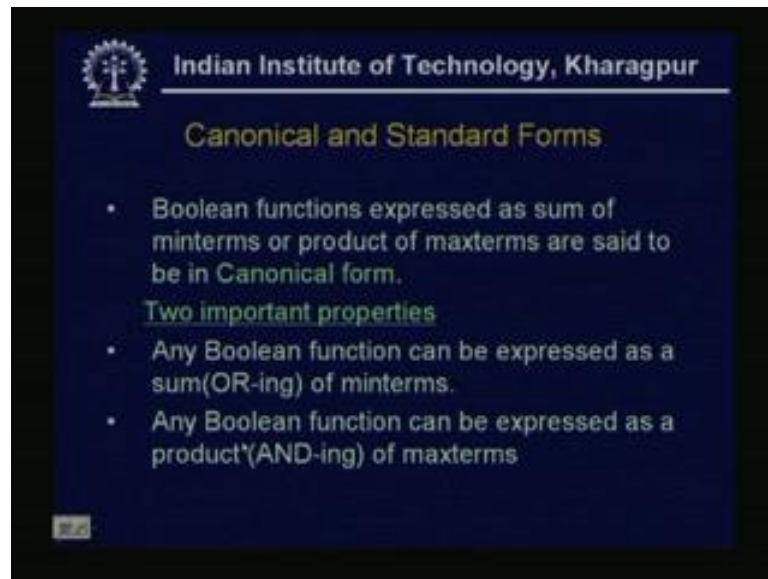 Indian Institute of Technology, Kharagpur
Canonical and Standard Forms
• Boolean functions expressed as sum of
minterms or product of maxterms are said to
be in Canonical form.
Two important properties
• Any Boolean function can be expressed as a
sum(OR-ing) of minterms.
• Any Boolean function can be expressed as a
product*(AND-ing) of maxterms